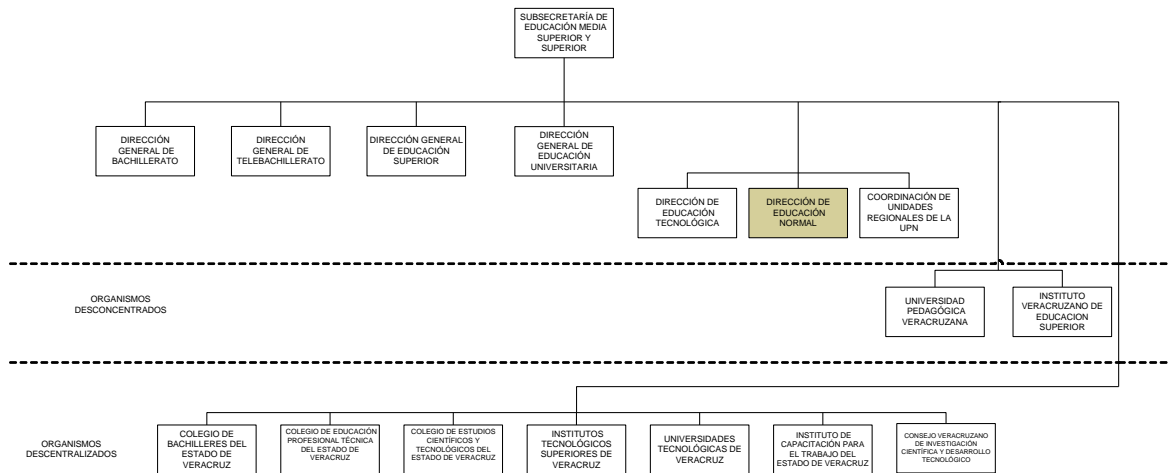 SUBSECRETARÍA DE
EDUCACIÓN MEDIA
SUPERIOR Y
SUPERIOR
DIRECCIÓN
GENERAL DE
BACHILLERATO
DIRECCIÓN
GENERAL DE
TELEBACHILLERATO
DIRECCIÓN GENERAL
DE EDUCACIÓN
SUPERIOR
DIRECCIÓN
GENERAL DE
EDUCACIÓN
UNIVERSITARIA
DIRECCIÓN DE
EDUCACIÓN
TECNOLÓGICA
DIRECCIÓN DE
EDUCACIÓN
NORMAL
COORDINACIÓN DE
UNIDADES
REGIONALES DE LA
UPN
ORGANISMOS
DESCONCENTRADOS
UNIVERSIDAD
PEDAGÓGICA
VERACRUZANA
INSTITUTO
VERACRUZANO DE
EDUCACION
SUPERIOR
ORGANISMOS
DESCENTRALIZADOS
COLEGIO DE
BACHILLERES DEL
ESTADO DE
VERACRUZ
COLEGIO DE EDUCACIÓN
PROFESIONAL TÉCNICA
DEL ESTADO DE
VERACRUZ
COLEGIO DE ESTUDIOS
CIENTÍFICOS Y
TECNOLÓGICOS DEL
ESTADO DE VERACRUZ
INSTITUTOS
TECNOLÓGICOS
SUPERIORES DE
VERACRUZ
UNIVERSIDADES
TECNOLÓGICAS DE
VERACRUZ
INSTITUTO DE
CAPACITACIÓN PARA
EL TRABAJO DEL
ESTADO DE VERACRUZ
CONSEJO VERACRUZANO
DE INVESTIGACIÓN
CIENTÍFICA Y DESARROLLO
TECNOLÓGICO